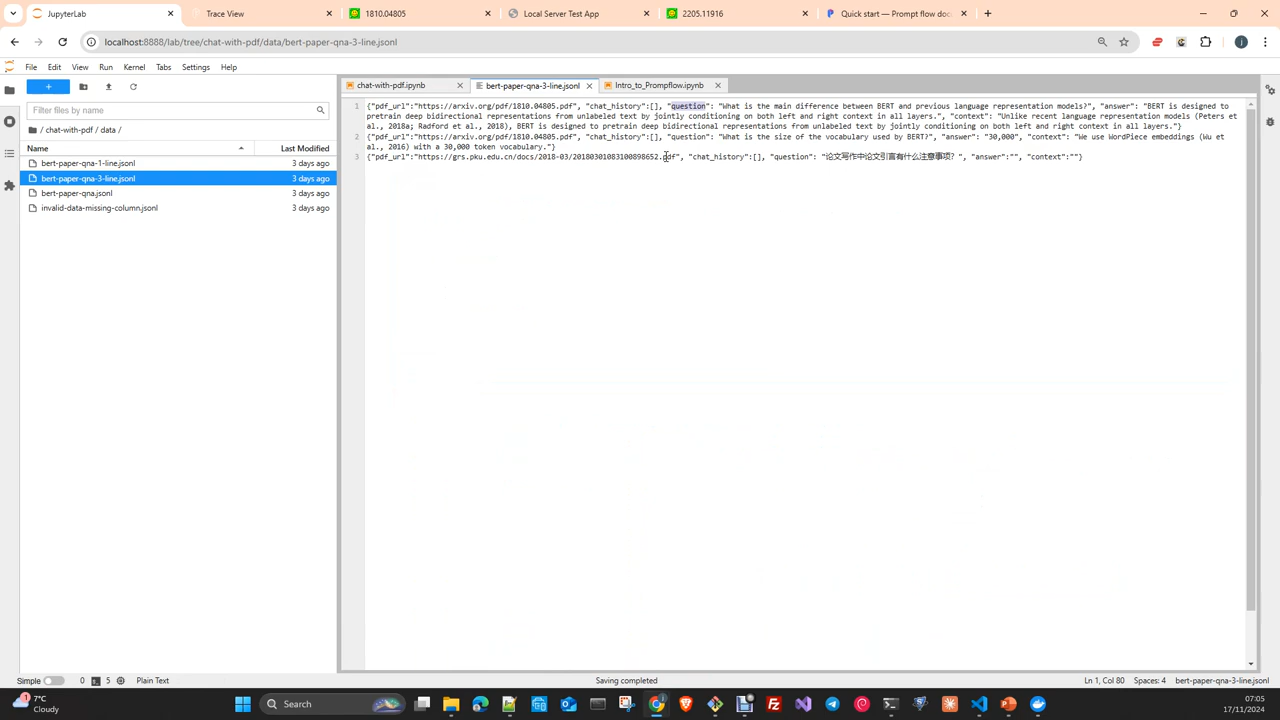 JupyterLab
Trace View
1810.04805
Local Server Test App
2205.11916
Quick start — Prompt flow doc
localhost:8888/lab/tree/chat-with-pdf/data/bert-paper-qna-3-line.jsonl
File Edit View Run Kernel Tabs Settings Help
chat-with-pdf.ipynb
bert-paper-qna-3-line.jsonl
Intro_to_Prompflow.ipynb
Filter files by name
/ chat-with-pdf / data /
Name Last Modified
bert-paper-qna-1-line.jsonl 3 days ago
bert-paper-qna-3-line.jsonl 3 days ago
bert-paper-qna.jsonl 3 days ago
invalid-data-missing-column.jsonl 3 days ago
1 {"pdf_url":"https://arxiv.org/pdf/1810.04805.pdf", "chat_history":[], "question": "What is the main difference between BERT and previous language representation models?", "answer": "BERT is designed to
pretrain deep bidirectional representations from unlabeled text by jointly conditioning on both left and right context in all layers.", "context": "Unlike recent language representation models (Peters
et al., 2018a; Radford et al., 2018), BERT is designed to pretrain deep bidirectional representations from unlabeled text by jointly conditioning on both left and right context in all layers."}
2 {"pdf_url":"https://arxiv.org/pdf/1810.04805.pdf", "chat_history":[], "question": "What is the size of the vocabulary used by BERT?", "answer": "30,000", "context": "We use WordPiece embeddings (Wu et
al., 2016) with a 30,000 token vocabulary."}
3 {"pdf_url":"https://grs.pku.edu.cn/docs/2018-03/20180301083100898652.pdf", "chat_history":[], "question": "论文写作中论文引言有什么注意事项？", "answer":"", "context":""}
Simple 0 5 Plain Text Saving completed Ln 1, Col 80 Spaces: 4 bert-paper-qna-3-line.jsonl
7°C
Cloudy
Search
07:05
17/11/2024